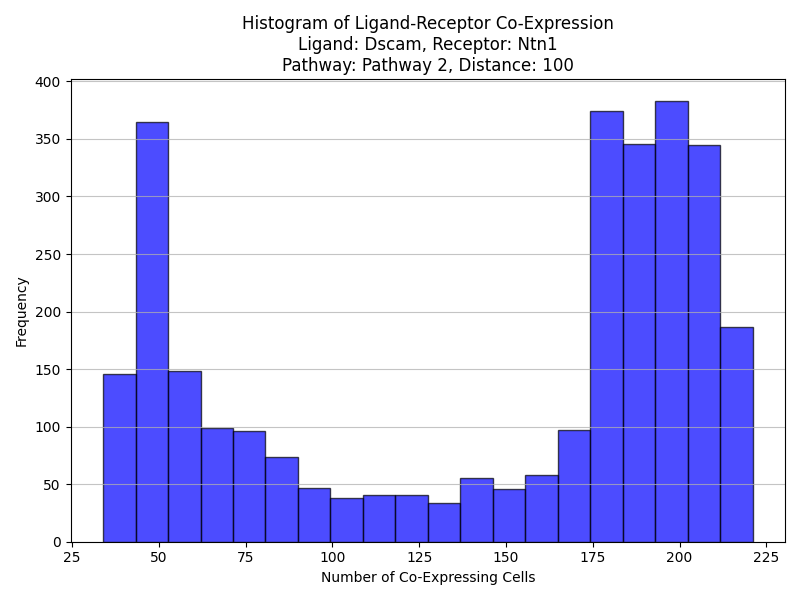 Histogram of Ligand-Receptor Co-Expression
Ligand: Dscam, Receptor: Ntn1
Pathway: Pathway 2, Distance: 100
400
350
300
250
200
150
100
50
0
Frequency
25 50 75 100 125 150 175 200 225
Number of Co-Expressing Cells